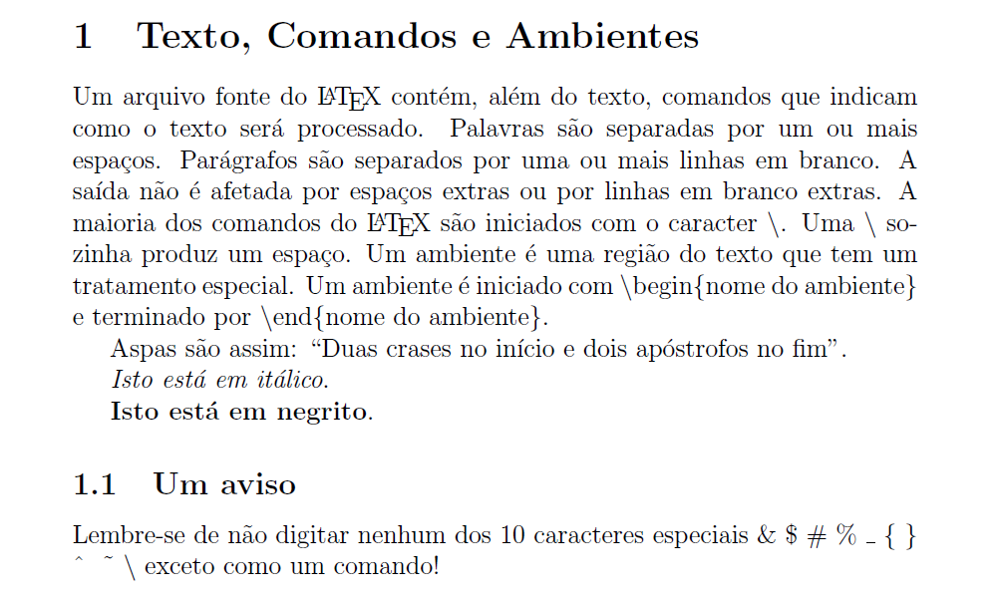 1 Texto, Comandos e Ambientes
Um arquivo fonte do LATEX contém, além do texto, comandos que indicam
como o texto será processado. Palavras são separadas por um ou mais
espaços. Parágrafos são separados por uma ou mais linhas em branco. A
saída não é afetada por espaços extras ou por linhas em branco extras. A
maioria dos comandos do LATEX são iniciados com o caracter \. Uma \ so-
zinha produz um espaço. Um ambiente é uma região do texto que tem um
tratamento especial. Um ambiente é iniciado com \begin{nome do ambiente}
e terminado por \end{nome do ambiente}.
Aspas são assim: “Duas crases no início e dois apóstrofos no fim”.
Isto está em itálico.
Isto está em negrito.
1.1 Um aviso
Lembre-se de não digitar nenhum dos 10 caracteres especiais & $ # % _ { }
ˆ ˜ \ exceto como um comando!